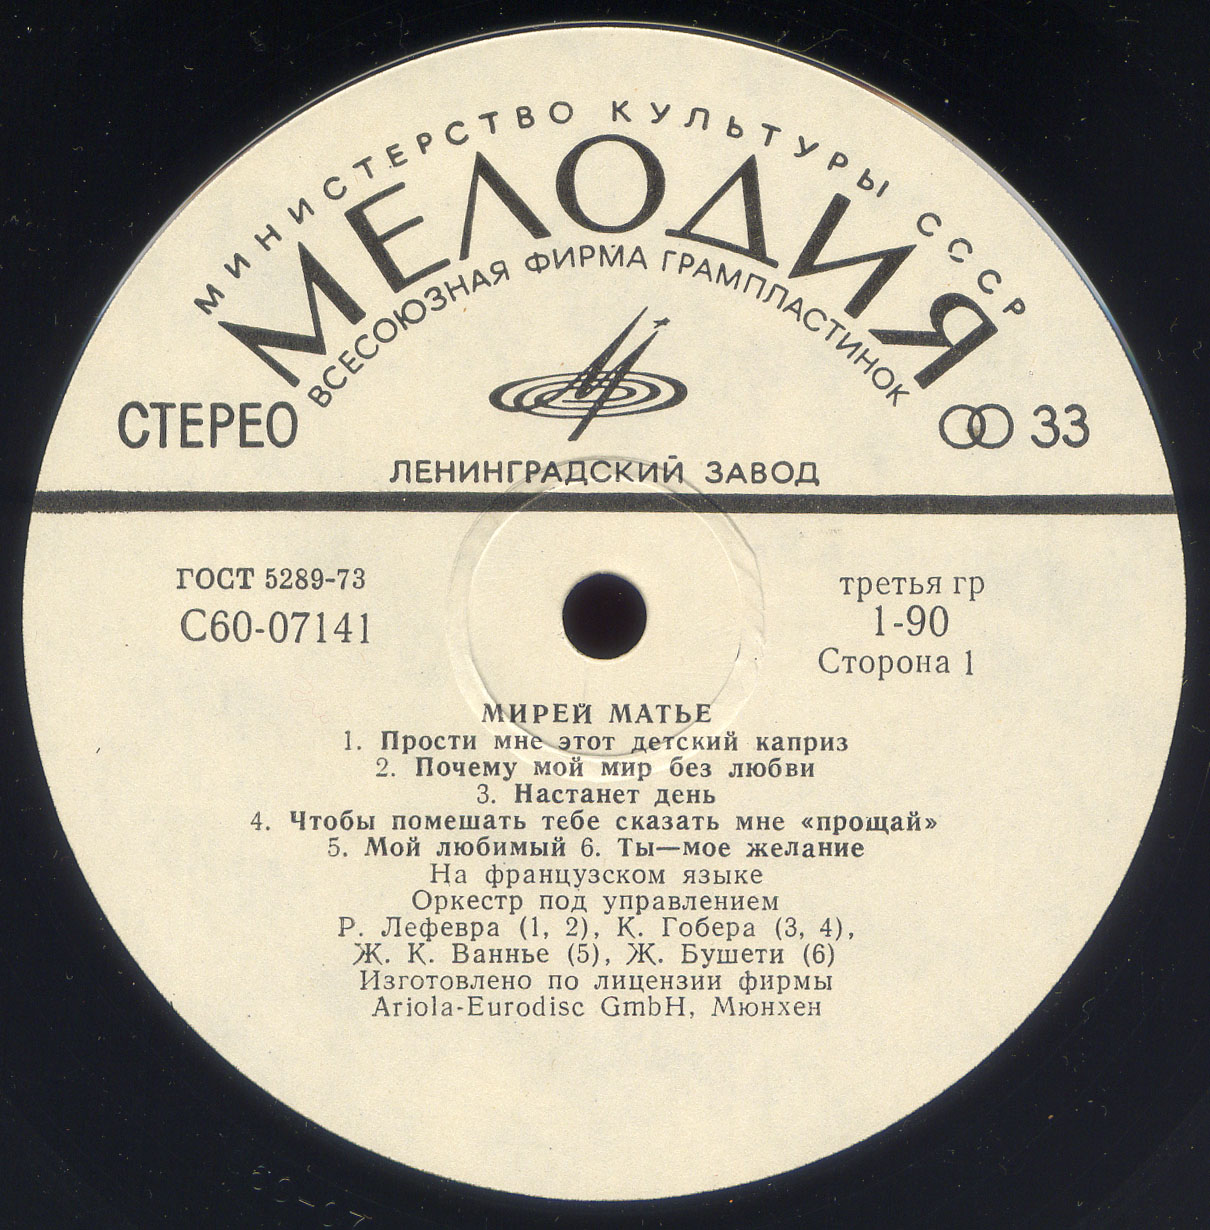 МИНИСТЕРСТВО КУЛЬТУРЫ СССР
МЕЛОДИЯ
ВСЕСОЮЗНАЯ ФИРМА ГРАМПЛАСТИНОК
СТЕРЕО
33
ЛЕНИНГРАДСКИЙ ЗАВОД
ГОСТ 5289-73
С60-07141
третья гр
1-90
Сторона 1
МИРЕЙ МАТЬЕ
1. Прости мне этот детский каприз
2. Почему мой мир без любви
3. Настанет день
4. Чтобы помешать тебе сказать мне «прощай»
5. Мой любимый 6. Ты—мое желание
На французском языке
Оркестр под управлением
Р. Лефевра (1, 2), К. Гобера (3, 4),
Ж. К. Ваннье (5), Ж. Бушети (6)
Изготовлено по лицензии фирмы
Ariola-Eurodisc GmbH, Мюнхен